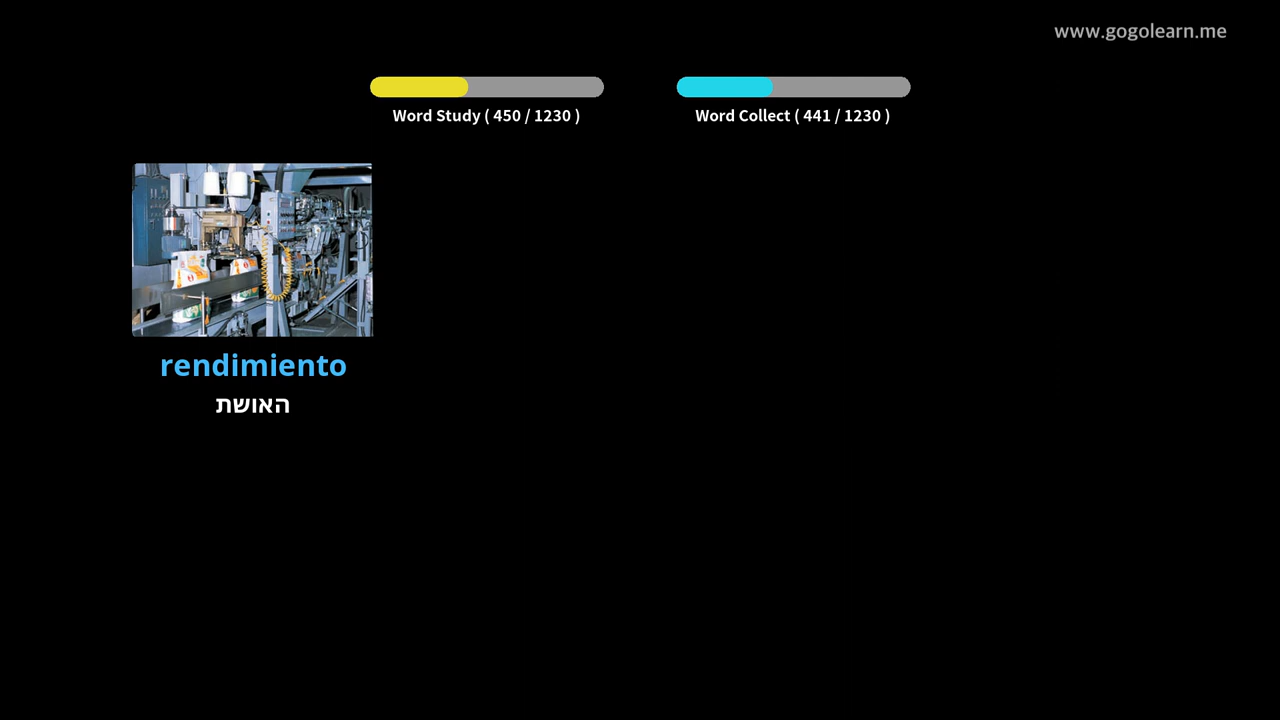 www.gogolearn.me
Word Study ( 450 / 1230 )
Word Collect ( 441 / 1230 )
rendimiento
האושת